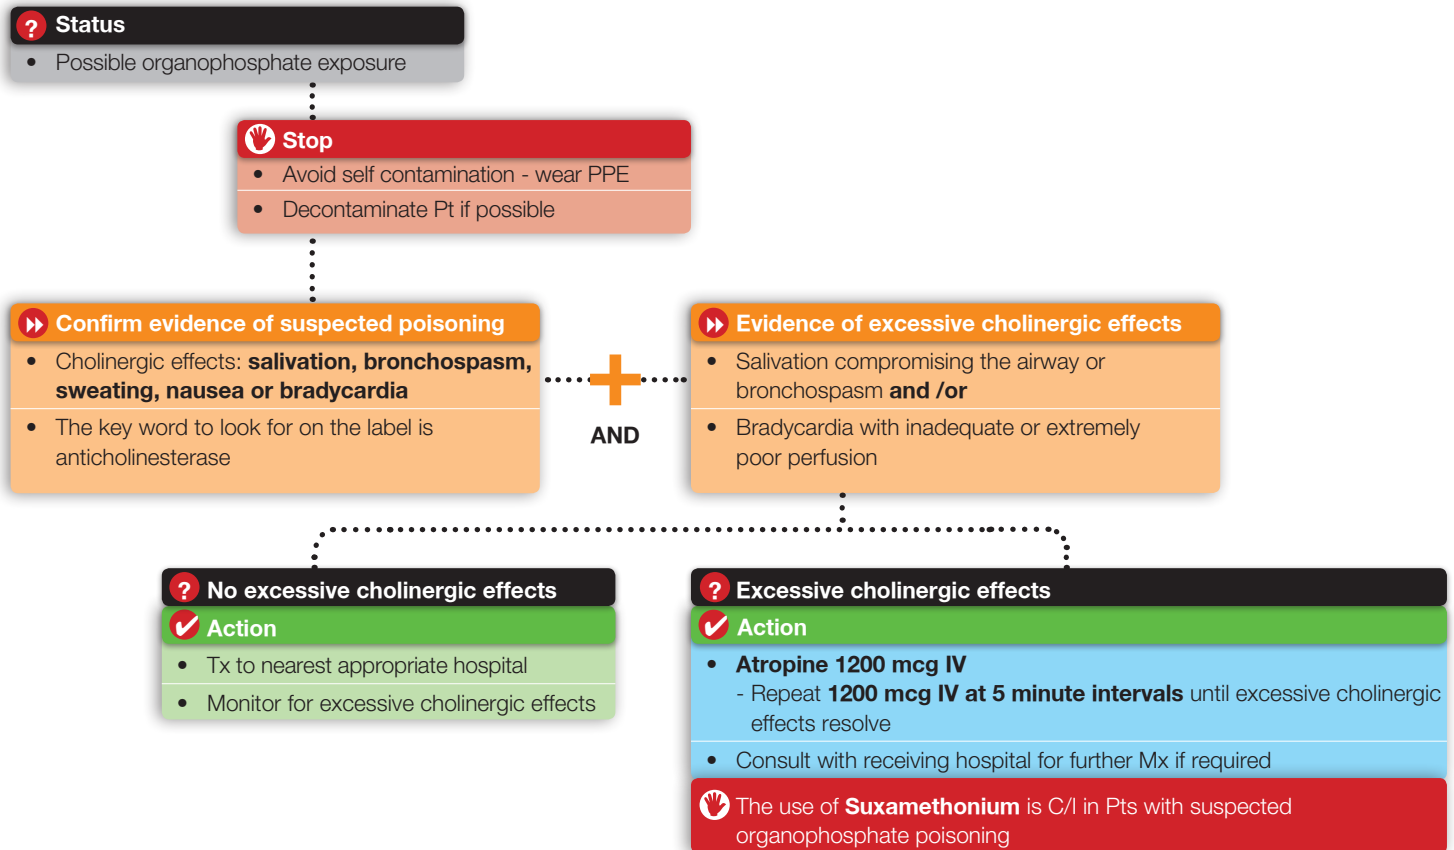 ? Status
• Possible organophosphate exposure
Stop
• Avoid self contamination - wear PPE
• Decontaminate Pt if possible
Confirm evidence of suspected poisoning
• Cholinergic effects: salivation, bronchospasm,
sweating, nausea or bradycardia
• The key word to look for on the label is
anticholinesterase
AND
Evidence of excessive cholinergic effects
• Salivation compromising the airway or
bronchospasm and /or
• Bradycardia with inadequate or extremely
poor perfusion
? No excessive cholinergic effects
Action
• Tx to nearest appropriate hospital
• Monitor for excessive cholinergic effects
? Excessive cholinergic effects
Action
• Atropine 1200 mcg IV
- Repeat 1200 mcg IV at 5 minute intervals until excessive cholinergic
effects resolve
• Consult with receiving hospital for further Mx if required
The use of Suxamethonium is C/I in Pts with suspected
organophosphate poisoning